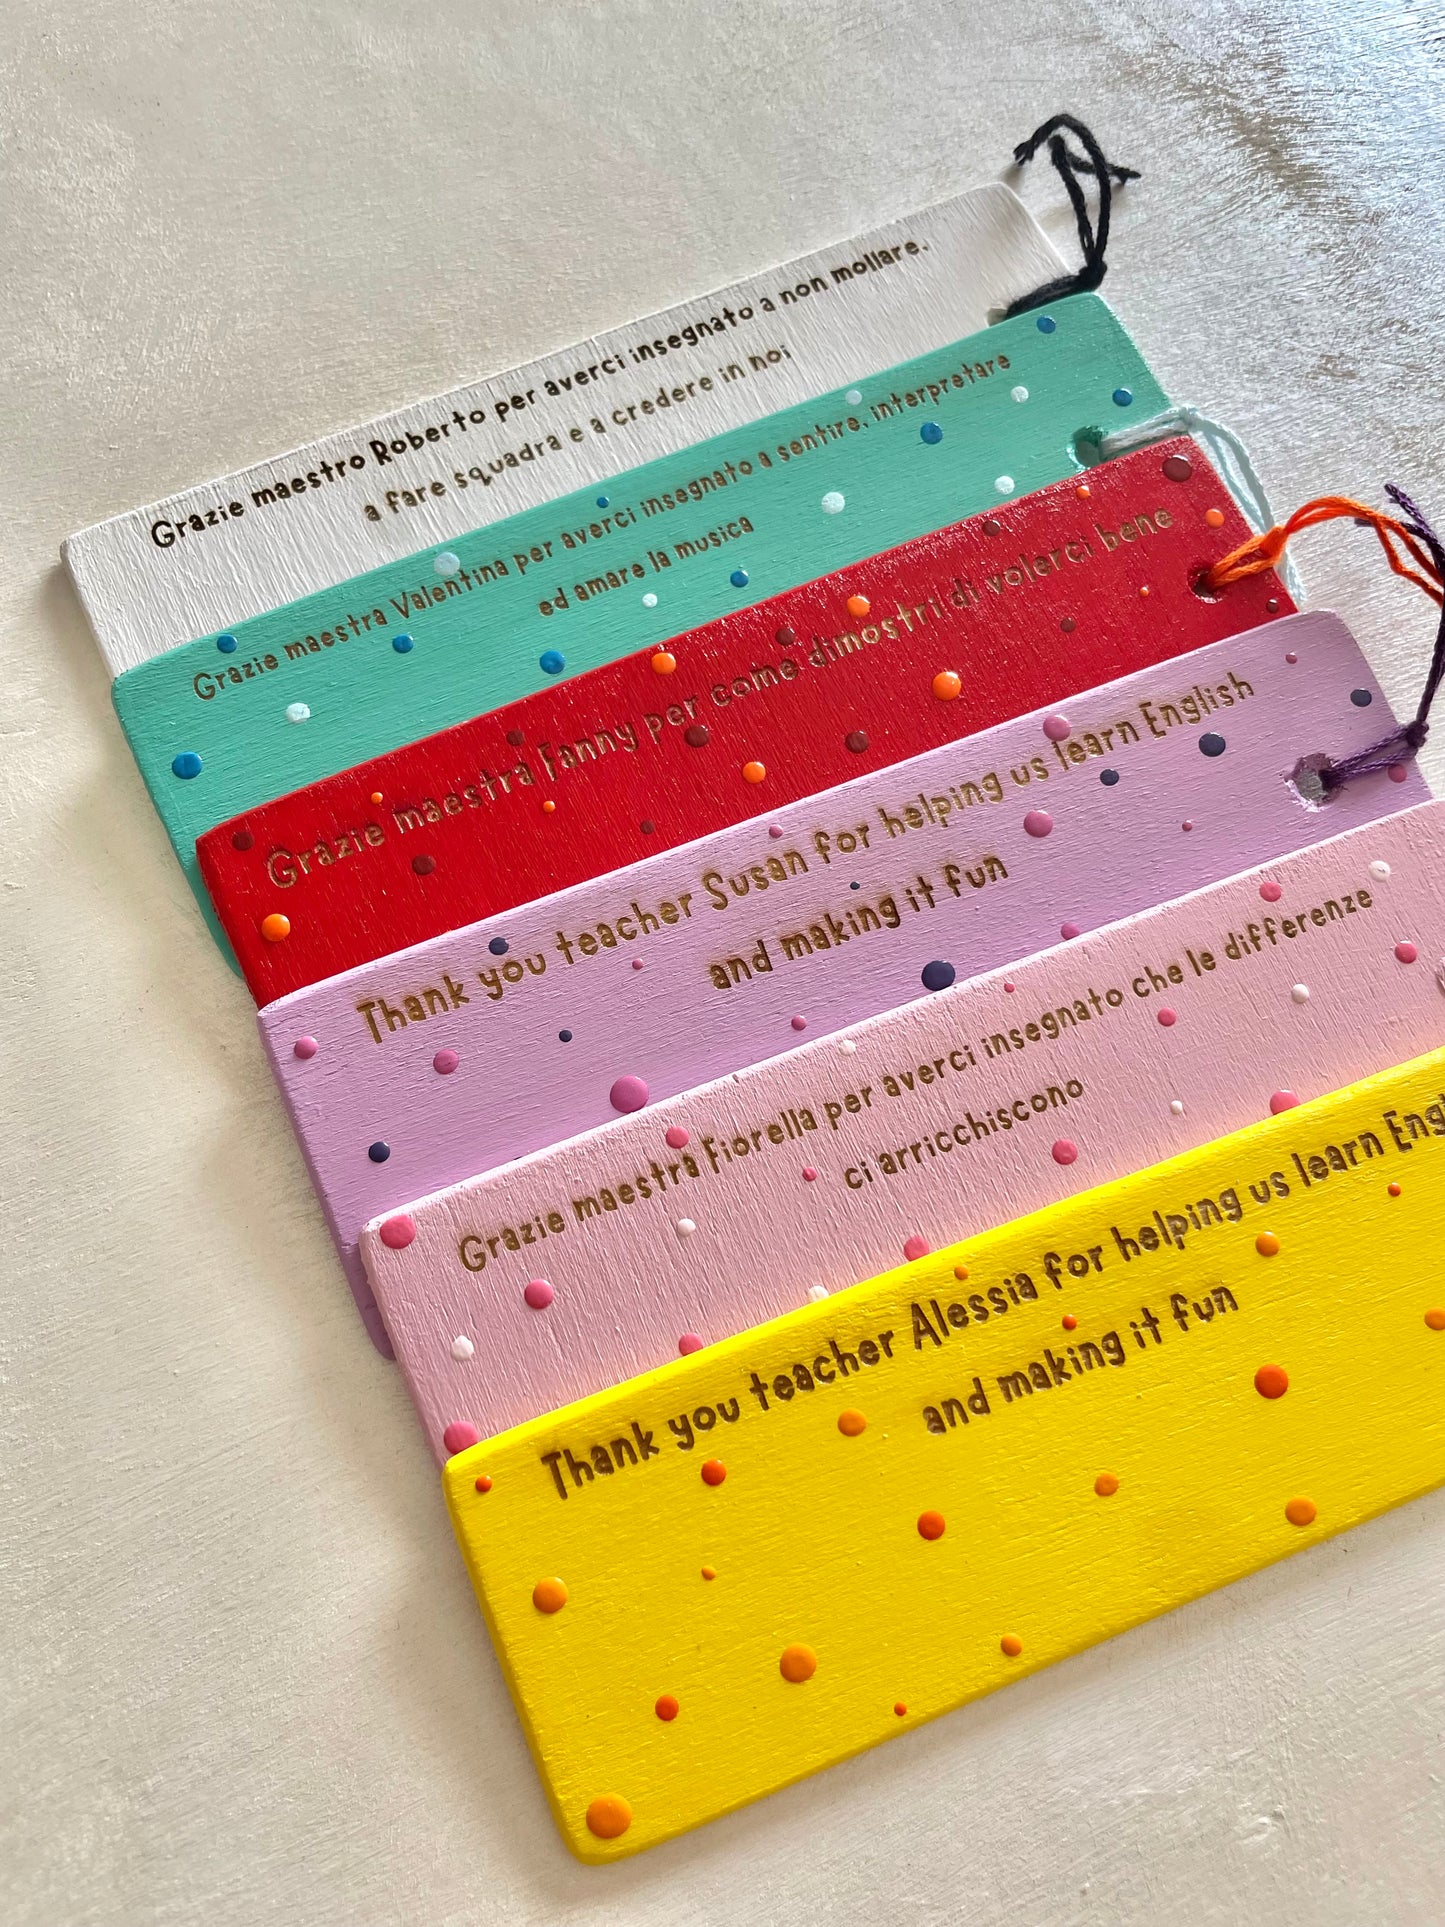 Grazie maestro Roberto per averci insegnato a non mollare,
a fare squadra e a credere in noi
Grazie maestra Valentina per averci insegnato a sentire, interpretare
ed amare la musica
Grazie maestra Fanny per come dimostri di volerci bene
Thank you teacher Susan for helping us learn English
and making it fun
Grazie maestra Fiorella per averci insegnato che le differenze
ci arricchiscono
Thank you teacher Alessia for helping us learn Eng
and making it fun